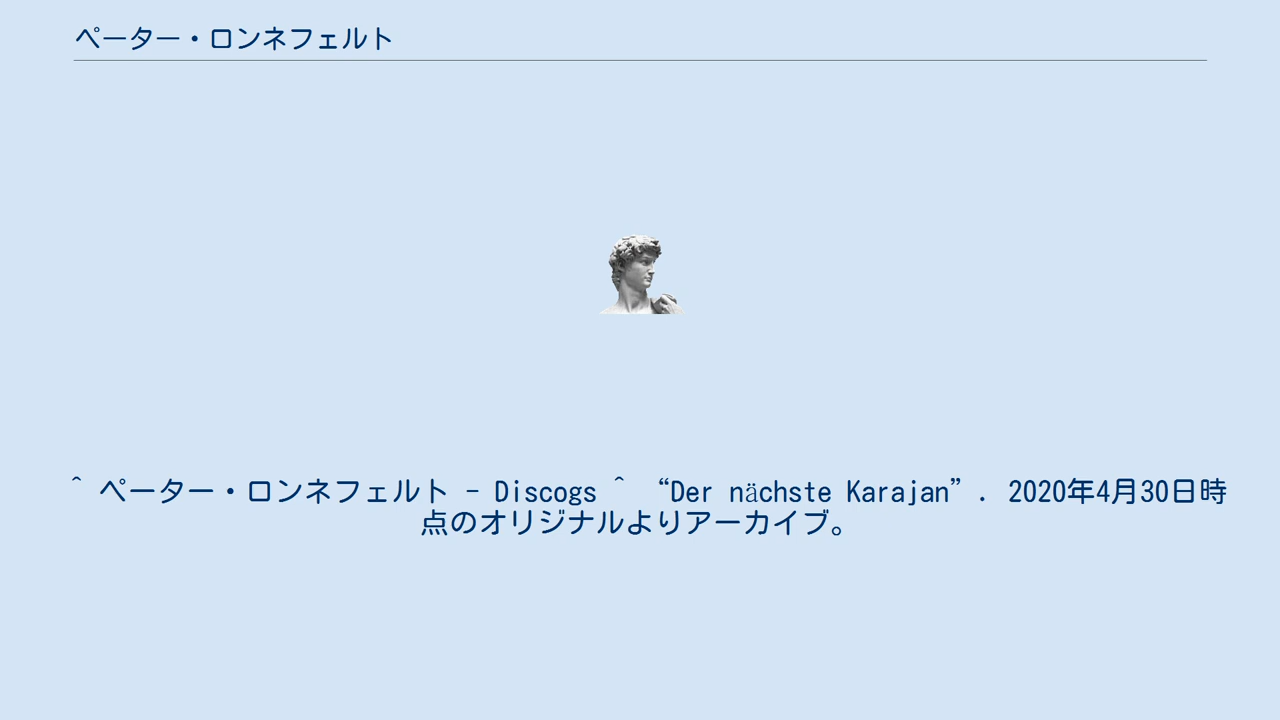 ペーター・ロンネフェルト
^ ペーター・ロンネフェルト - Discogs ^ “Der nächste Karajan”. 2020年4月30日時
点のオリジナルよりアーカイブ。